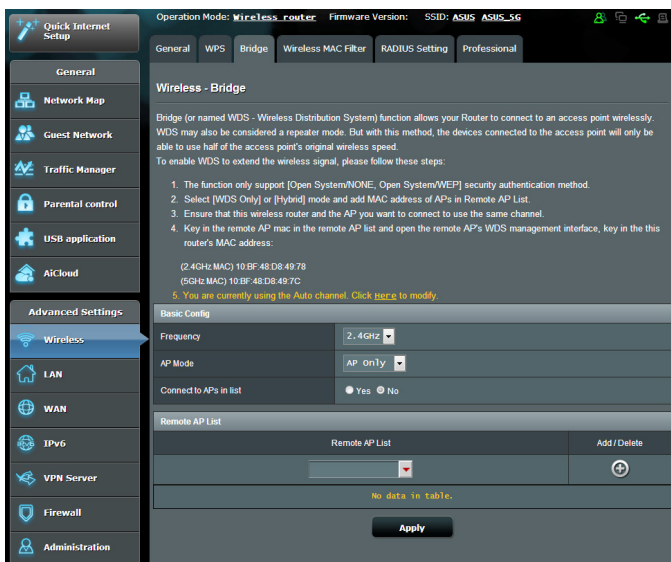 Quick Internet
Setup
Operation Mode: Wireless router Firmware Version: SSID: ASUS ASUS_5G
General WPS Bridge Wireless MAC Filter RADIUS Setting Professional
General
Network Map
Guest Network
Traffic Manager
Parental control
USB application
AiCloud
Advanced Settings
Wireless
LAN
WAN
IPv6
VPN Server
Firewall
Administration
Wireless - Bridge
Bridge (or named WDS - Wireless Distribution System) function allows your Router to connect to an access point wirelessly.
WDS may also be considered a repeater mode. But with this method, the devices connected to the access point will only be
able to use half of the access point's original wireless speed.
To enable WDS to extend the wireless signal, please follow these steps:
1. The function only support [Open System/NONE, Open System/WEP] security authentication method.
2. Select [WDS Only] or [Hybrid] mode and add MAC address of APs in Remote AP List.
3. Ensure that this wireless router and the AP you want to connect to use the same channel.
4. Key in the remote AP mac in the remote AP list and open the remote AP's WDS management interface, key in the this
router's MAC address:
(2.4GHz MAC) 10:BF:48:D8:49:78
(5GHz MAC) 10:BF:48:D8:49:7C
5. You are currently using the Auto channel. Click Here to modify.
Basic Config
Frequency 2.4GHz
AP Mode AP Only
Connect to APs in list Yes No
Remote AP List
Remote AP List Add / Delete
No data in table.
Apply